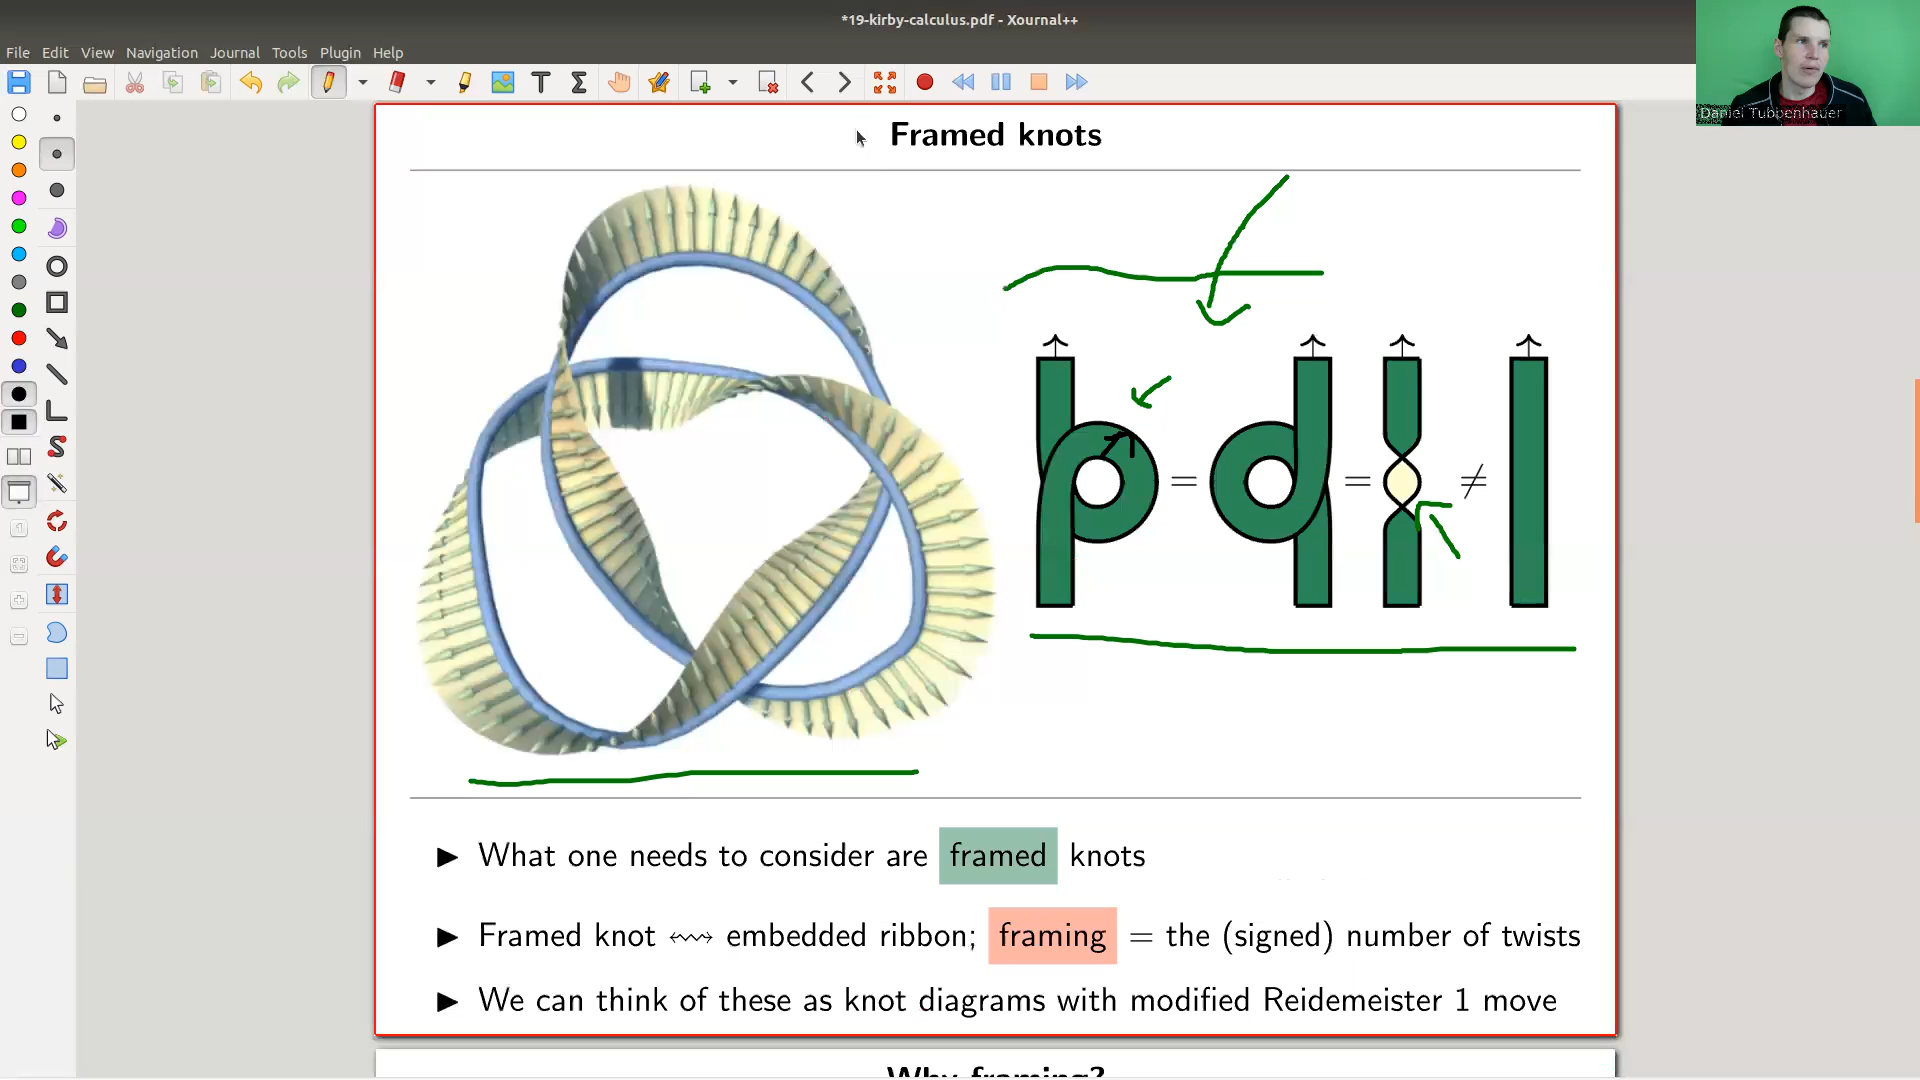 *19-kirby-calculus.pdf - Xournal++
File Edit View Navigation Journal Tools Plugin Help
Daniel Tubbenhauer
Framed knots
= = ≠
▶ What one needs to consider are framed knots
▶ Framed knot ↭ embedded ribbon; framing = the (signed) number of twists
▶ We can think of these as knot diagrams with modified Reidemeister 1 move
Why framing?